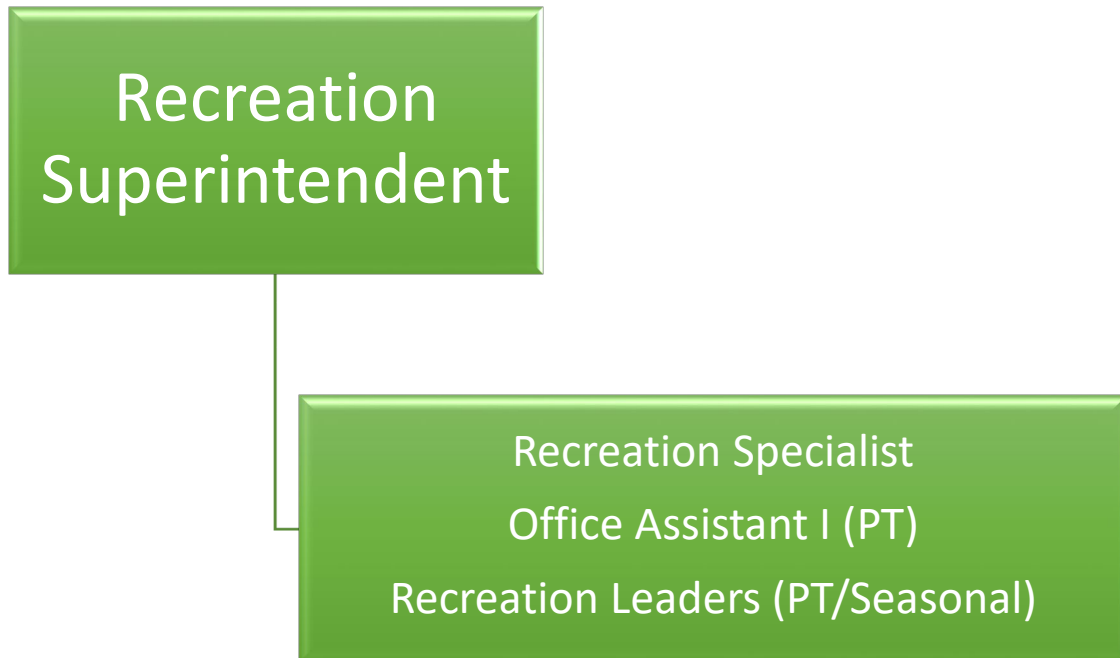 Recreation
Superintendent
Recreation Specialist
Office Assistant I (PT)
Recreation Leaders (PT/Seasonal)